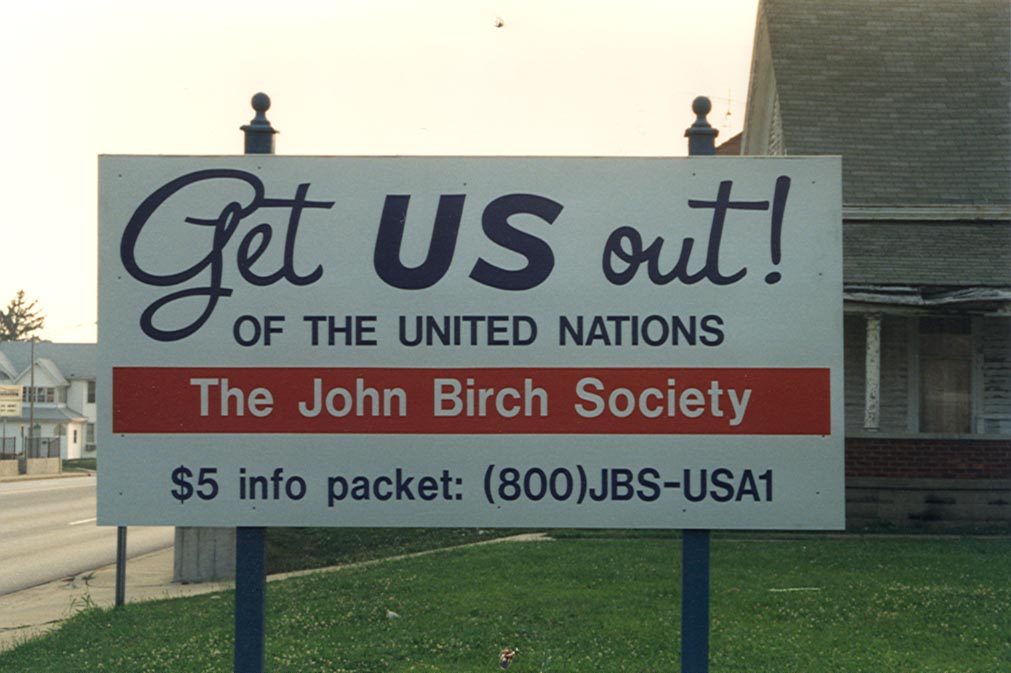 Get US out!
OF THE UNITED NATIONS
The John Birch Society
$5 info packet: (800)JBS-USA1